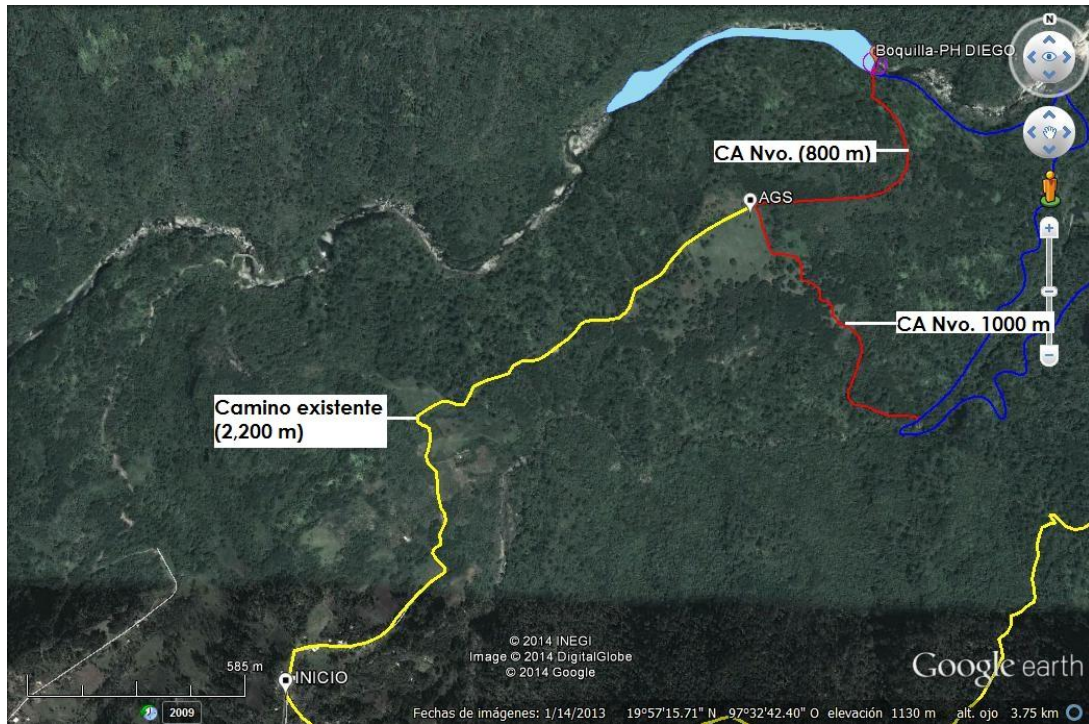 N
Boquilla-PH DIEGO
CA Nvo. (800 m)
AGS
CA Nvo. 1000 m
Camino existente
(2,200 m)
585 m
INICIO
© 2014 INEGI
Image © 2014 DigitalGlobe
© 2014 Google
Google earth
2009
Fechas de imágenes: 1/14/2013 19°57'15.71" N 97°32'42.40" O elevación 1130 m alt. ojo 3.75 km